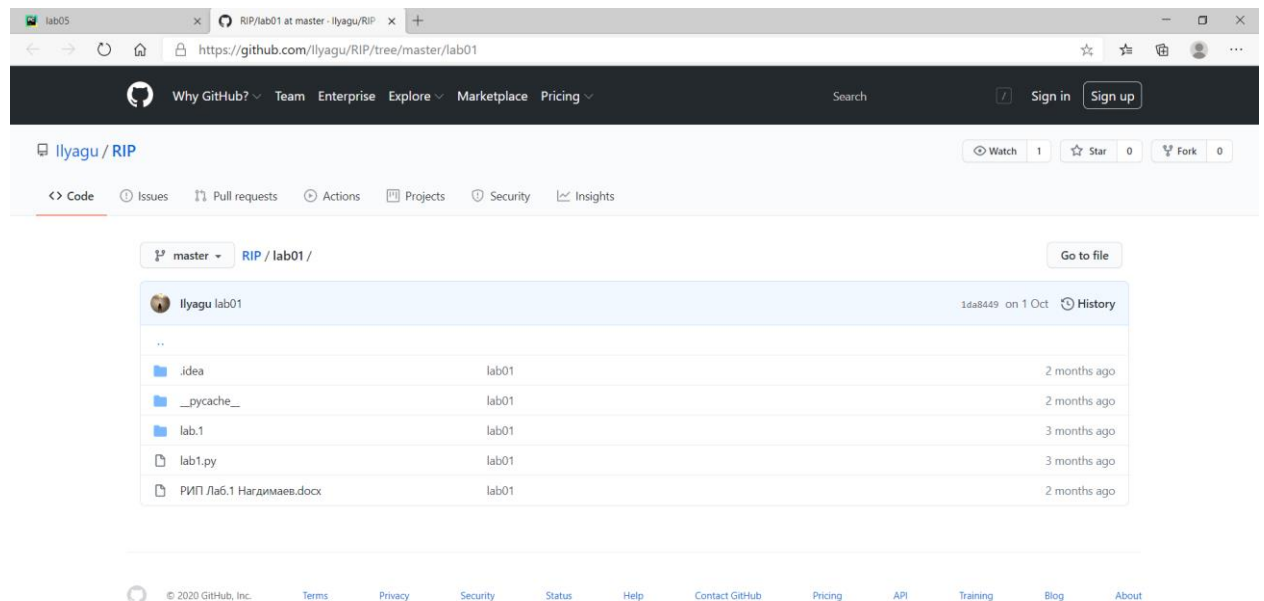 lab05 RIP/lab01 at master · Ilyagu/RIP
https://github.com/Ilyagu/RIP/tree/master/lab01
Why GitHub? Team Enterprise Explore Marketplace Pricing Search / Sign in Sign up
Ilyagu / RIP Watch 1 Star 0 Fork 0
<> Code Issues Pull requests Actions Projects Security Insights
master RIP / lab01 / Go to file
Ilyagu lab01 1da8449 on 1 Oct History
..
.idea lab01 2 months ago
__pycache__ lab01 2 months ago
lab.1 lab01 3 months ago
lab1.py lab01 3 months ago
РИП Лаб.1 Нагдимаев.docx lab01 2 months ago
© 2020 GitHub, Inc. Terms Privacy Security Status Help Contact GitHub Pricing API Training Blog About